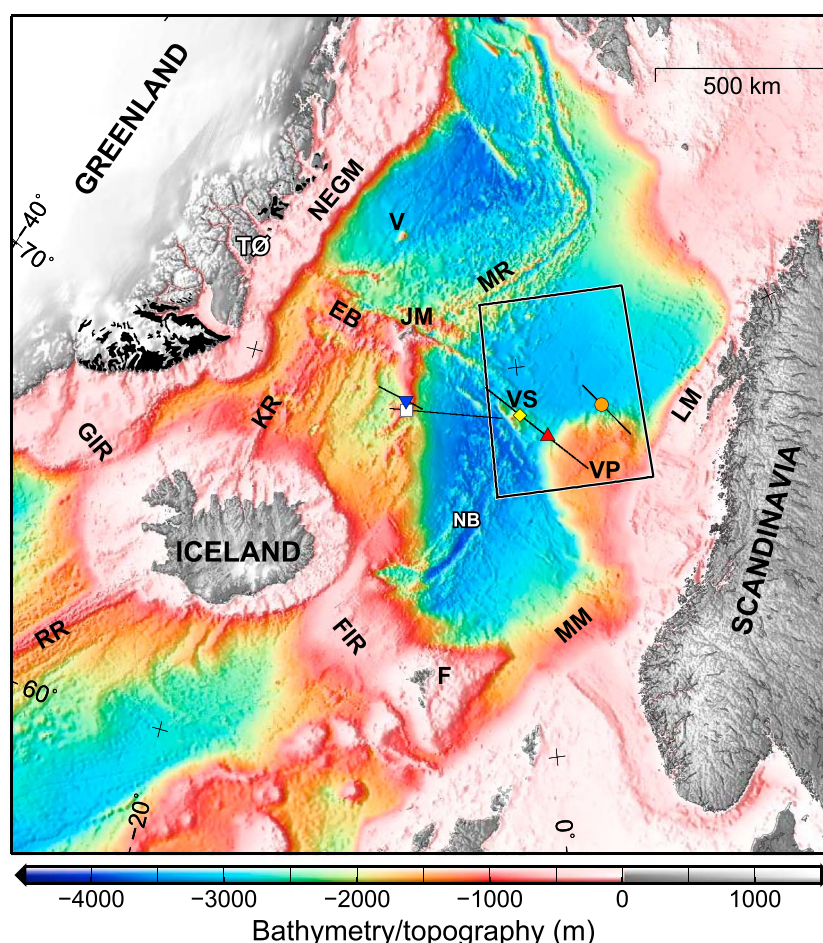 500 km
GREENLAND
NEGM
−40°
V
TØ
70°
MR
EB
JM
VS
KR
LM
GIR
VP
NB
ICELAND
SCANDINAVIA
RR
FIR
MM
F
60°
−20°
0°
−4000 −3000 −2000 −1000 0 1000
Bathymetry/topography (m)